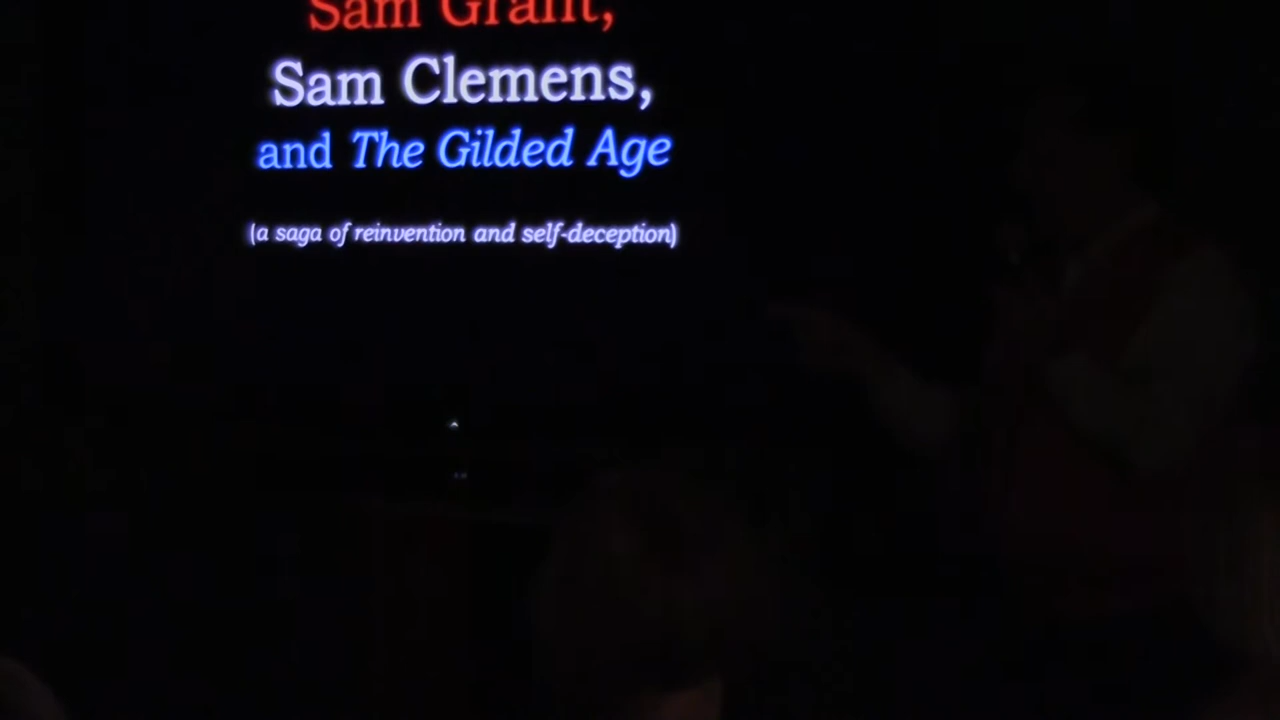 Sam Grant,
Sam Clemens,
and The Gilded Age
(a saga of reinvention and self-deception)